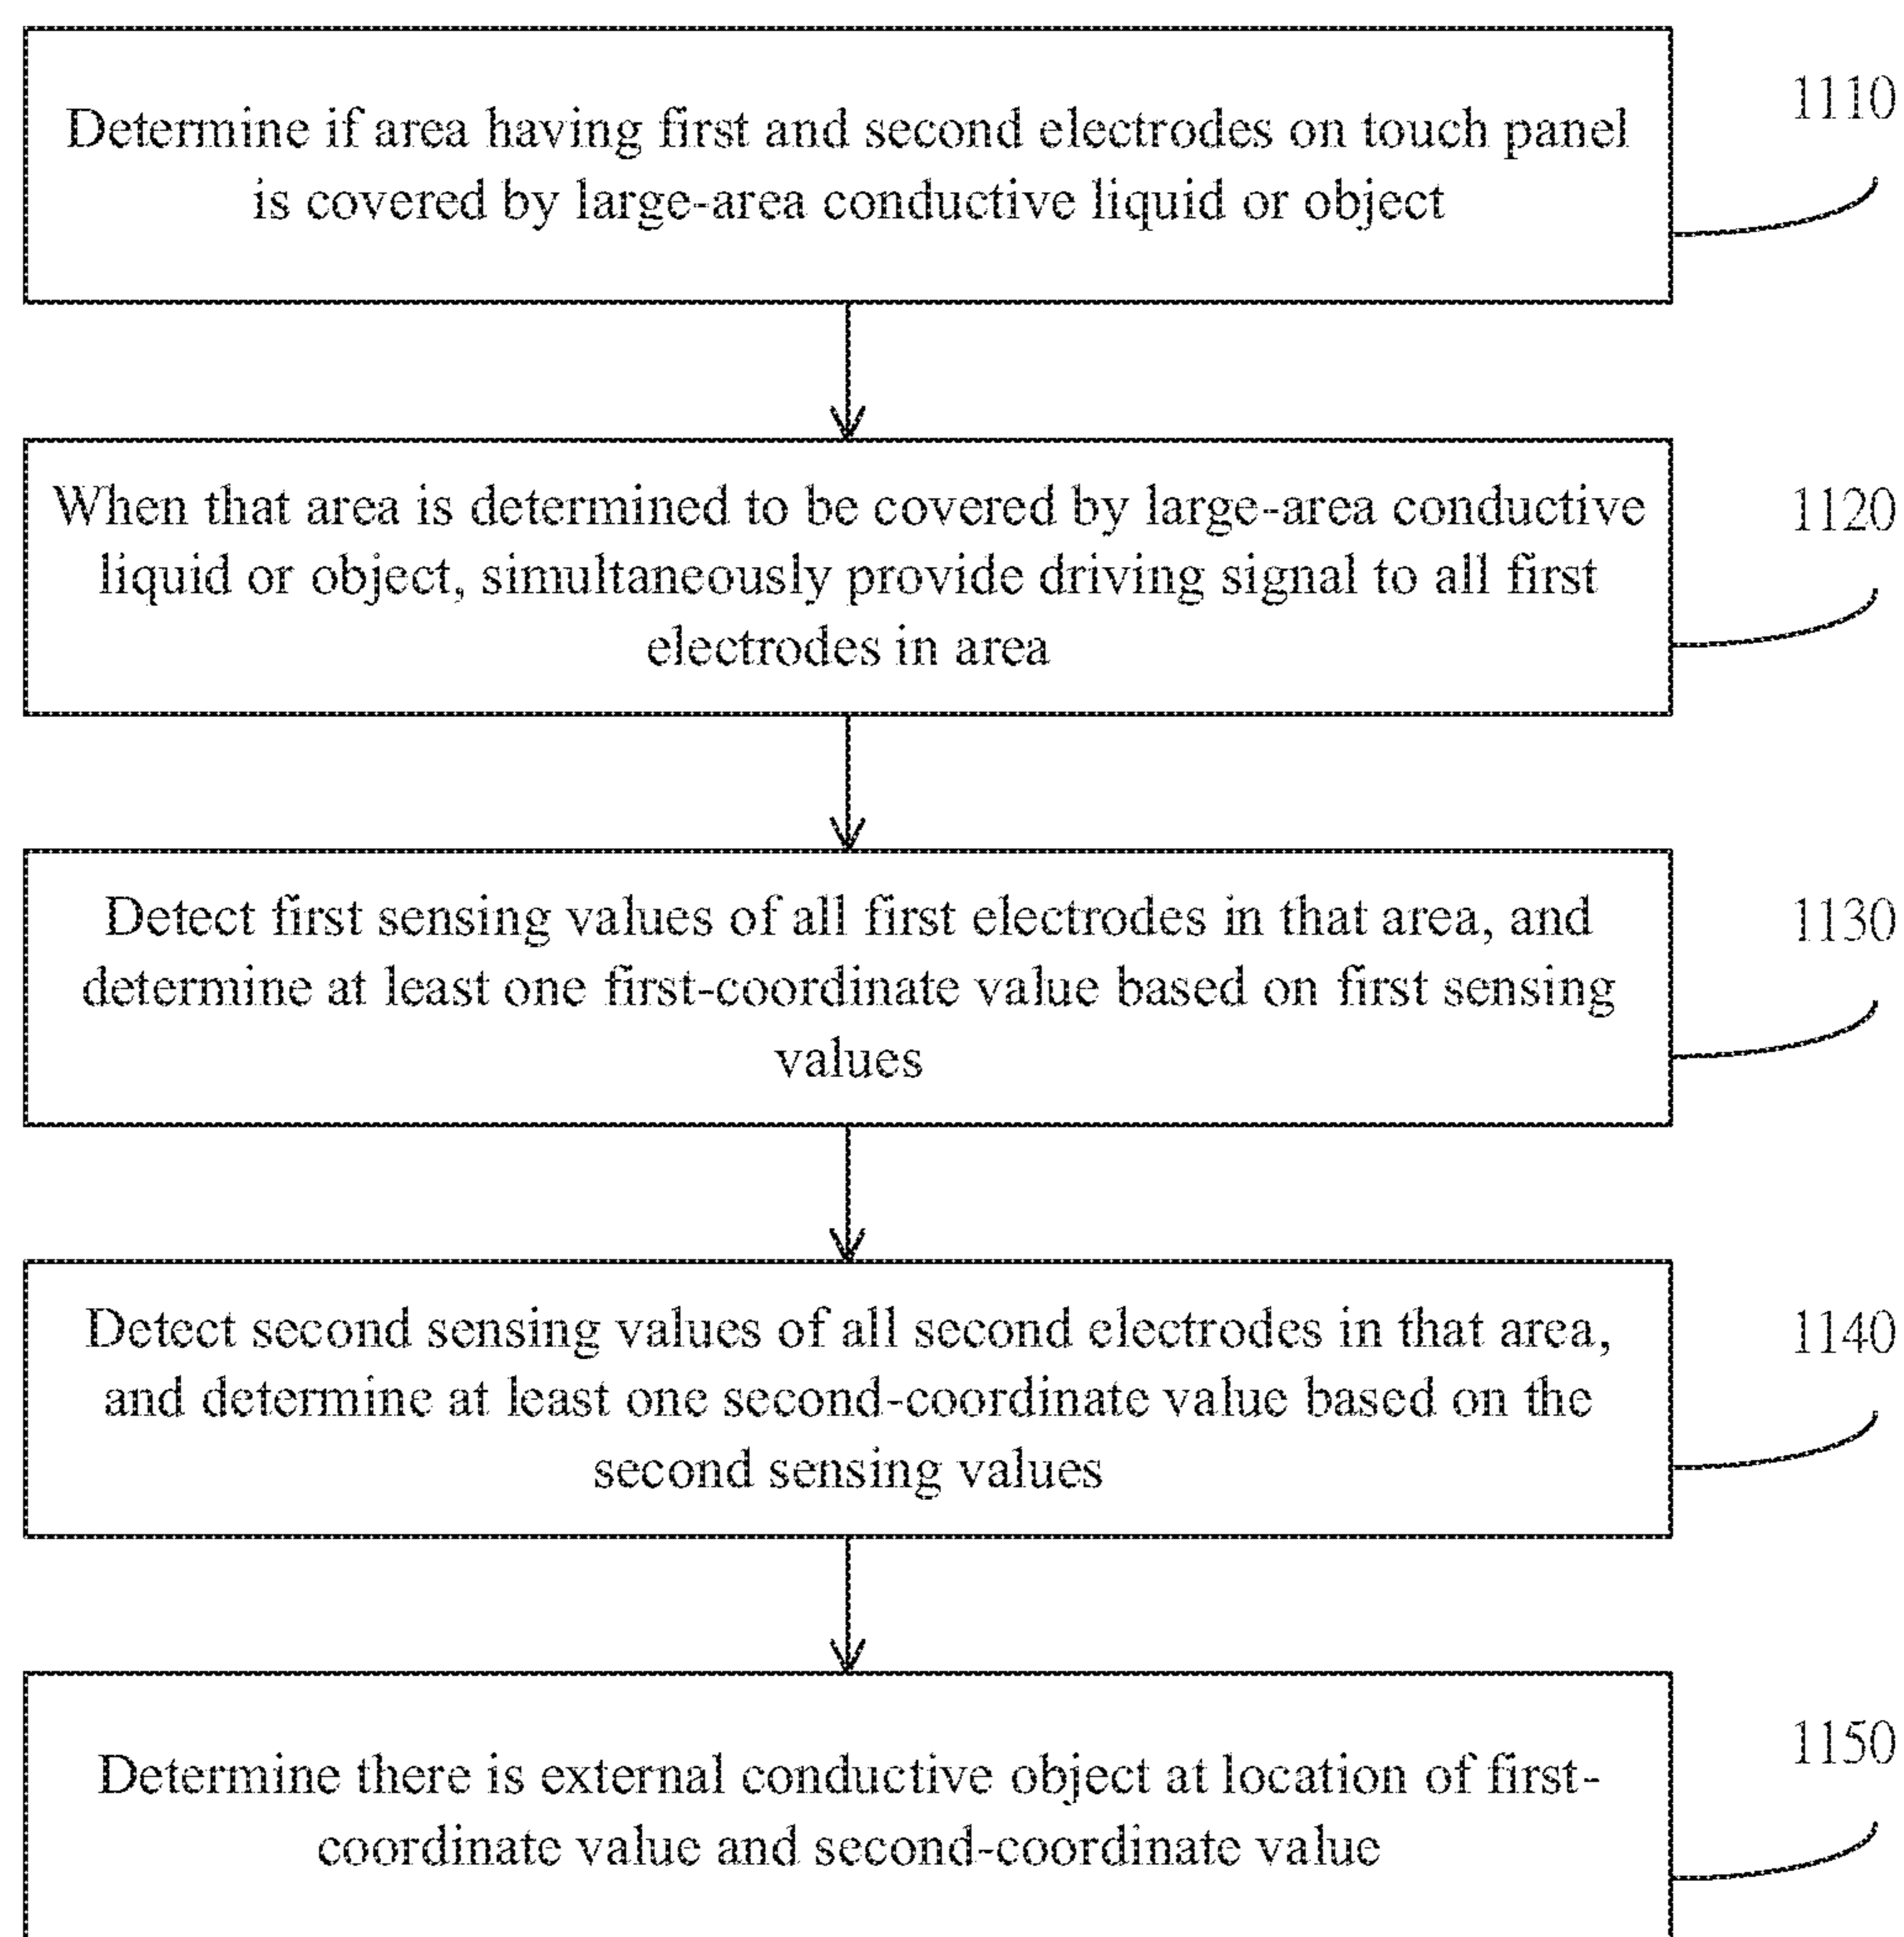 Determine if area having first and second electrodes on touch panel
is covered by large-area conductive liquid or object
1110
When that area is determined to be covered by large-area conductive
liquid or object, simultaneously provide driving signal to all first
electrodes in area
1120
Detect first sensing values of all first electrodes in that area, and
determine at least one first-coordinate value based on first sensing
values
1130
Detect second sensing values of all second electrodes in that area,
and determine at least one second-coordinate value based on the
second sensing values
1140
Determine there is external conductive object at location of first-
coordinate value and second-coordinate value
1150